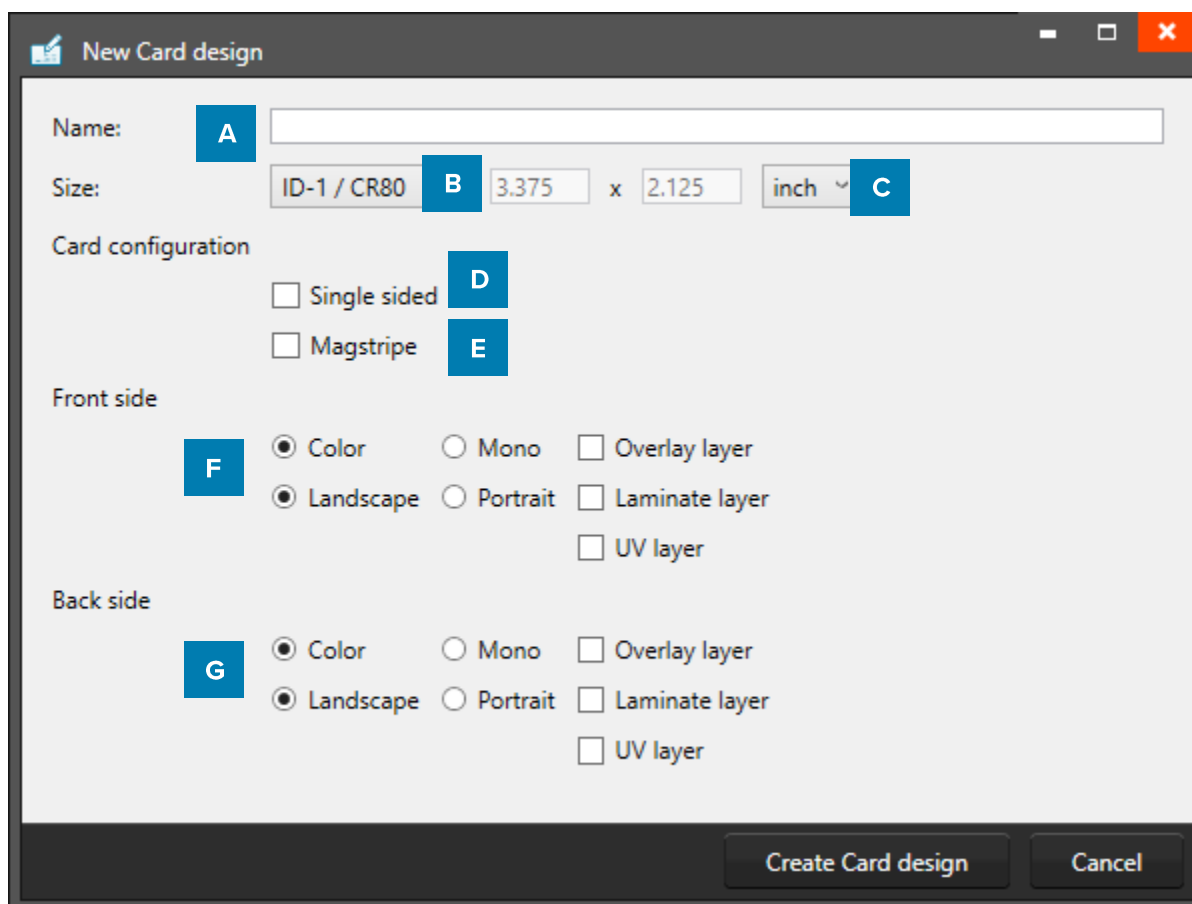 New Card design
Name: A
Size: ID-1 / CR80 B 3.375 x 2.125 inch C
Card configuration
Single sided D
Magstripe E
Front side
F Color Mono Overlay layer
Landscape Portrait Laminate layer
UV layer
Back side
G Color Mono Overlay layer
Landscape Portrait Laminate layer
UV layer
Create Card design Cancel